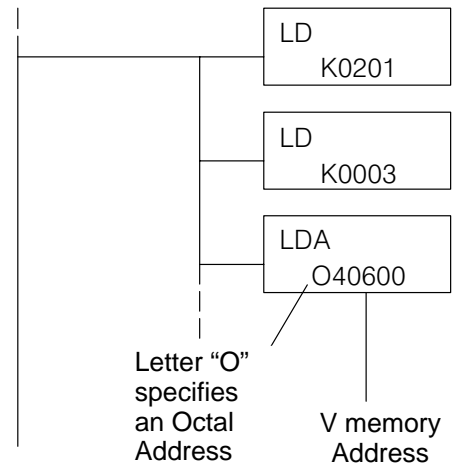 LD
K0201
LD
K0003
LDA
O40600
Letter “O”
specifies
an Octal
Address
V memory
Address